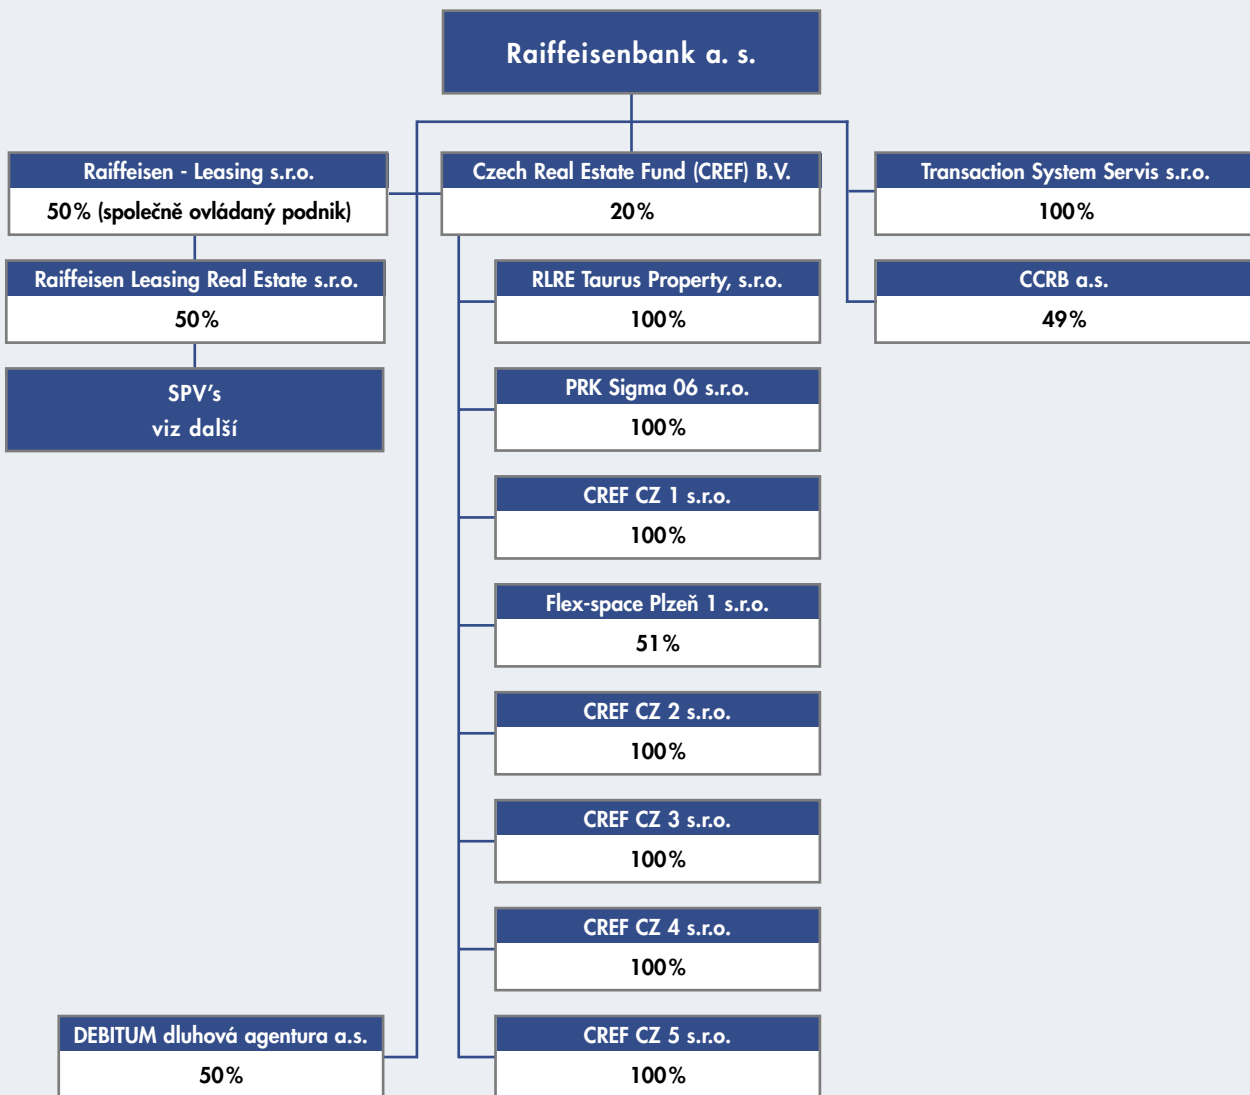 Raiffeisenbank a. s.
Raiffeisen - Leasing s.r.o.
50% (společně ovládaný podnik)
Raiffeisen Leasing Real Estate s.r.o.
50%
SPV's
viz další
DEBITUM dluhová agentura a.s.
50%
Czech Real Estate Fund (CREF) B.V.
20%
RLRE Taurus Property, s.r.o.
100%
PRK Sigma 06 s.r.o.
100%
CREF CZ 1 s.r.o.
100%
Flex-space Plzeň 1 s.r.o.
51%
CREF CZ 2 s.r.o.
100%
CREF CZ 3 s.r.o.
100%
CREF CZ 4 s.r.o.
100%
CREF CZ 5 s.r.o.
100%
Transaction System Servis s.r.o.
100%
CCRB a.s.
49%